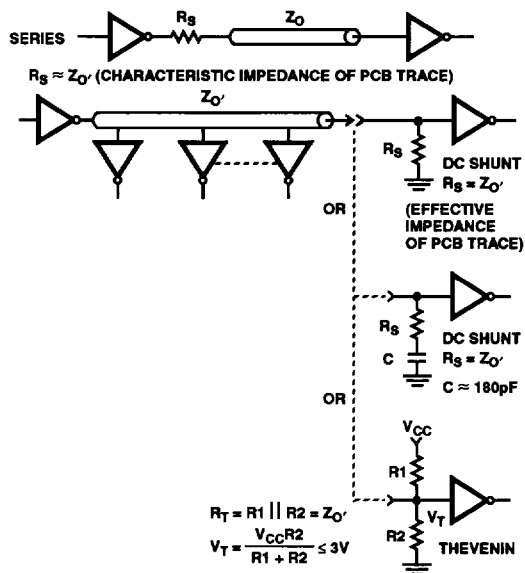 SERIES
RS
ZO
RS ≈ ZO' (CHARACTERISTIC IMPEDANCE OF PCB TRACE)
ZO'
RS
DC SHUNT
RS = ZO'
(EFFECTIVE
IMPEDANCE
OF PCB TRACE)
OR
RS
C
DC SHUNT
RS = ZO'
C ≈ 180pF
OR
VCC
R1
VT
R2
THEVENIN
RT = R1 || R2 = ZO'
VT = VCCR2 / R1 + R2 ≤ 3V